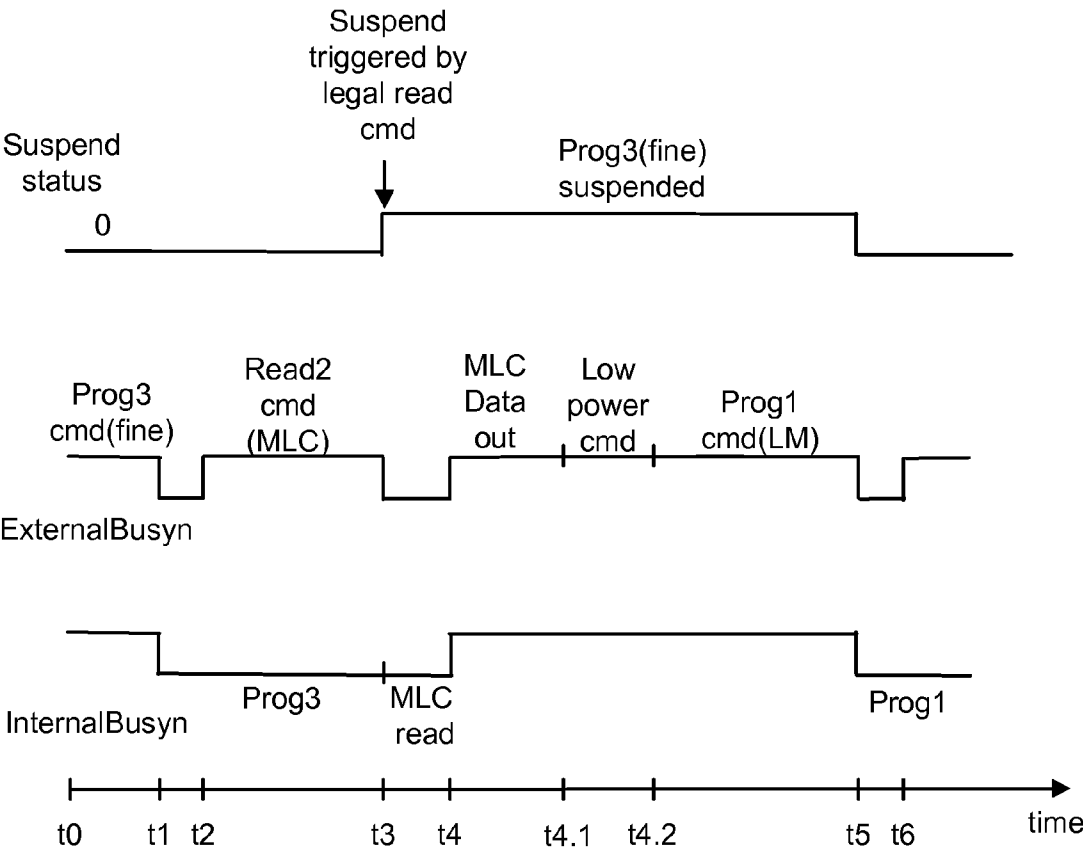 Suspend
triggered by
legal read
cmd
Suspend
status
0
Prog3(fine)
suspended
Prog3
cmd(fine)
Read2
cmd
(MLC)
MLC
Data
out
Low
power
cmd
Prog1
cmd(LM)
ExternalBusyn
Prog3
MLC
read
Prog1
InternalBusyn
t0 t1 t2 t3 t4 t4.1 t4.2 t5 t6 time